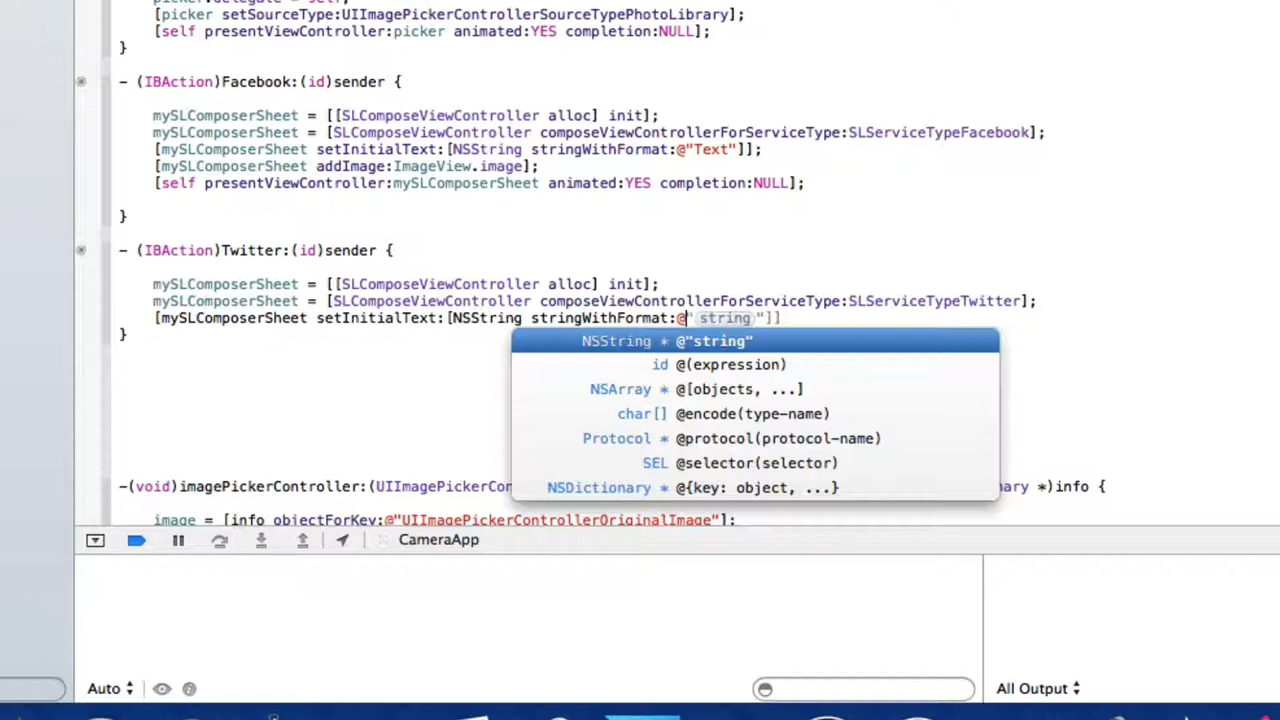 picker.delegate = self;
[picker setSourceType:UIImagePickerControllerSourceTypePhotoLibrary];
[self presentViewController:picker animated:YES completion:NULL];
}
- (IBAction)Facebook:(id)sender {
mySLComposerSheet = [[SLComposeViewController alloc] init];
mySLComposerSheet = [SLComposeViewController composeViewControllerForServiceType:SLServiceTypeFacebook];
[mySLComposerSheet setInitialText:[NSString stringWithFormat:@"Text"]];
[mySLComposerSheet addImage:ImageView.image];
[self presentViewController:mySLComposerSheet animated:YES completion:NULL];
}
- (IBAction)Twitter:(id)sender {
mySLComposerSheet = [[SLComposeViewController alloc] init];
mySLComposerSheet = [SLComposeViewController composeViewControllerForServiceType:SLServiceTypeTwitter];
[mySLComposerSheet setInitialText:[NSString stringWithFormat:@"string"]]
}
NSString * @"string"
id @(expression)
NSArray * @[objects, ...]
char[] @encode(type-name)
Protocol * @protocol(protocol-name)
SEL @selector(selector)
NSDictionary * @{key: object, ...}
-(void)imagePickerController:(UIImagePickerCon nary *)info {
image = [info objectForKey:@"UIImagePickerControllerOriginalImage"];
CameraApp
Auto
All Output